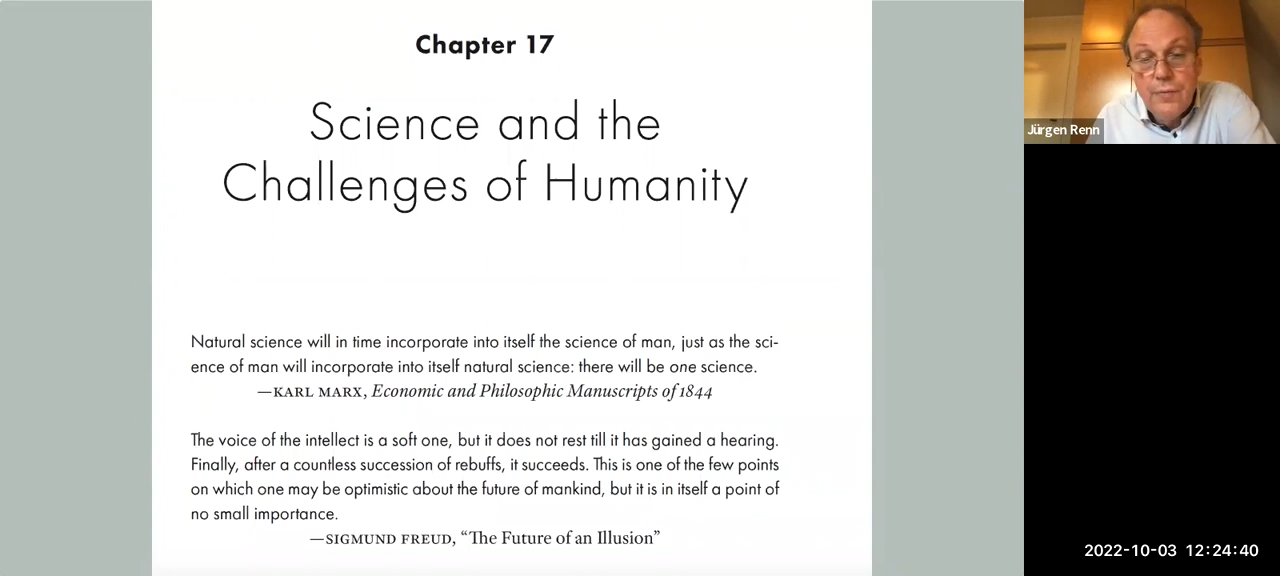 Chapter 17
Science and the
Challenges of Humanity
Natural science will in time incorporate into itself the science of man, just as the sci-
ence of man will incorporate into itself natural science: there will be one science.
—KARL MARX, Economic and Philosophic Manuscripts of 1844
The voice of the intellect is a soft one, but it does not rest till it has gained a hearing.
Finally, after a countless succession of rebuffs, it succeeds. This is one of the few points
on which one may be optimistic about the future of mankind, but it is in itself a point of
no small importance.
—SIGMUND FREUD, “The Future of an Illusion”
Jürgen Renn
2022-10-03 12:24:40